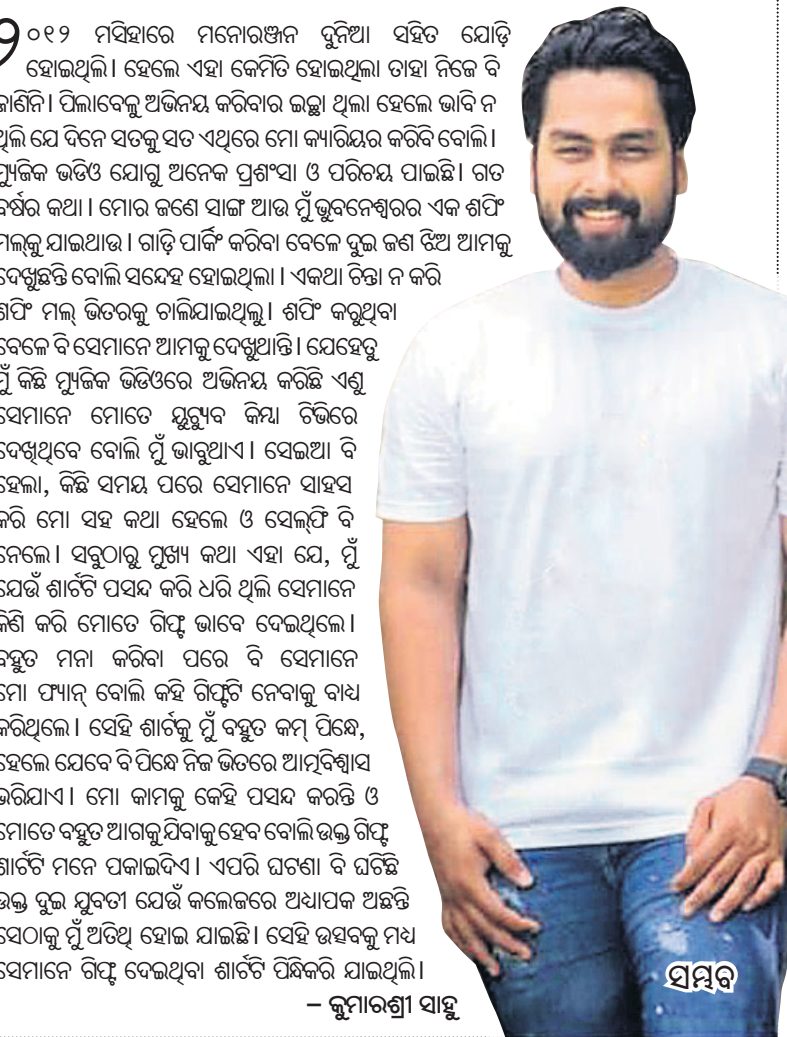 ୨୦୧୨ ମସିହାରେ ମନୋରଞ୍ଜନ ଦୁନିଆ ସହିତ ଯୋଡ଼ି
ହୋଇଥିଲି। ହେଲେ ଏହା କେମିତି ହୋଇଥିଲା ତାହା ନିଜେ ବି
ଜାଣିନି। ପିଲାବେଳୁ ଅଭିନୟ କରିବାର ଇଚ୍ଛା ଥିଲା ହେଲେ ଭାବି ନ
ଥିଲି ଯେ ଦିନେ ସତକୁ ସତ ଏଥିରେ ମୋ କ୍ୟାରିୟର କରିବି ବୋଲି।
ମ୍ୟୁଜିକ ଭଡିଓ ଯୋଗୁ ଅନେକ ପ୍ରଶଂସା ଓ ପରିଚୟ ପାଇଛି। ଗତ
ବର୍ଷର କଥା। ମୋର ଜଣେ ସାଙ୍ଗ ଆଉ ମୁଁ ଭୁବନେଶ୍ୱରର ଏକ ଶପିଂ
ମଲ୍‌କୁ ଯାଇଥାଉ। ଗାଡ଼ି ପାର୍କିଂ କରିବା ବେଳେ ଦୁଇ ଜଣ ଝିଅ ଆମକୁ
ଦେଖୁଛନ୍ତି ବୋଲି ସନ୍ଦେହ ହୋଇଥିଲା। ଏକଥା ଚିନ୍ତା ନ କରି
ଶପିଂ ମଲ୍ ଭିତରକୁ ଚାଲିଯାଇଥିଲୁ। ଶପିଂ କରୁଥିବା
ବେଳେ ବି ସେମାନେ ଆମକୁ ଦେଖୁଥାନ୍ତି। ଯେହେତୁ
ମୁଁ କିଛି ମ୍ୟୁଜିକ ଭିଡିଓରେ ଅଭିନୟ କରିଛି ଏଣୁ
ସେମାନେ ମୋତେ ୟୁଟ୍ୟୁବ କିମ୍ୱା ଟିଭିରେ
ଦେଖିଥିବେ ବୋଲି ମୁଁ ଭାବୁଥାଏ। ସେଇଆ ବି
ହେଲା, କିଛି ସମୟ ପରେ ସେମାନେ ସାହସ
କରି ମୋ ସହ କଥା ହେଲେ ଓ ସେଲ୍‌ଫି ବି
ନେଲେ। ସବୁଠାରୁ ମୁଖ୍ୟ କଥା ଏହା ଯେ, ମୁଁ
ଯେଉଁ ଶାର୍ଟଟି ପସନ୍ଦ କରି ଧରି ଥିଲି ସେମାନେ
କିଣି କରି ମୋତେ ଗିଫ୍ଟ ଭାବେ ଦେଇଥିଲେ।
ବହୁତ ମନା କରିବା ପରେ ବି ସେମାନେ
ମୋ ଫ୍ୟାନ୍ ବୋଲି କହି ଗିଫ୍ଟଟି ନେବାକୁ ବାଧ୍ୟ
କରିଥିଲେ। ସେହି ଶାର୍ଟକୁ ମୁଁ ବହୁତ କମ୍ ପିନ୍ଧେ,
ହେଲେ ଯେବେ ବି ପିନ୍ଧେ ନିଜ ଭିତରେ ଆତ୍ମବିଶ୍ୱାସ
ଭରିଯାଏ। ମୋ କାମକୁ କେହି ପସନ୍ଦ କରନ୍ତି ଓ
ମୋତେ ବହୁତ ଆଗକୁ ଯିବାକୁ ହେବ ବୋଲି ଉକ୍ତ ଗିଫ୍ଟ
ଶାର୍ଟଟି ମନେ ପକାଇଦିଏ। ଏପରି ଘଟଣା ବି ଘଟିଛି
ଉକ୍ତ ଦୁଇ ଯୁବତୀ ଯେଉଁ କଲେଜରେ ଅଧ୍ୟାପକ ଅଛନ୍ତି
ସେଠାକୁ ମୁଁ ଅତିଥି ହୋଇ ଯାଇଛି। ସେହି ଉତ୍ସବକୁ ମଧ୍ୟ
ସେମାନେ ଗିଫ୍ଟ ଦେଇଥିବା ଶାର୍ଟଟି ପିନ୍ଧିକରି ଯାଇଥିଲି।
– କୁମାରଶ୍ରୀ ସାହୁ
ସମ୍ଭବ